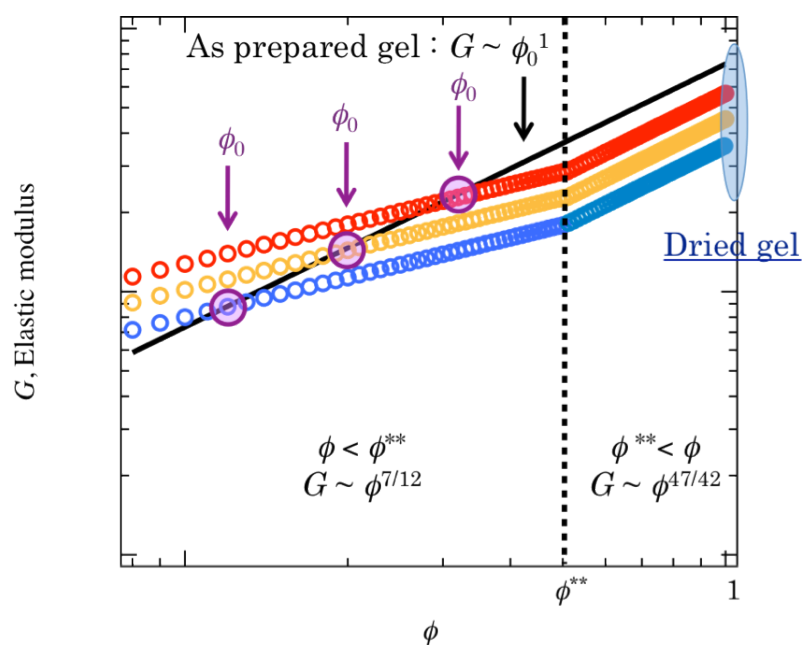 As prepared gel : G ~ ϕ₀¹
ϕ₀
ϕ₀
ϕ₀
G, Elastic modulus
Dried gel
ϕ < ϕ**
G ~ ϕ^7/12
ϕ** < ϕ
G ~ ϕ^47/42
ϕ**
1
ϕ